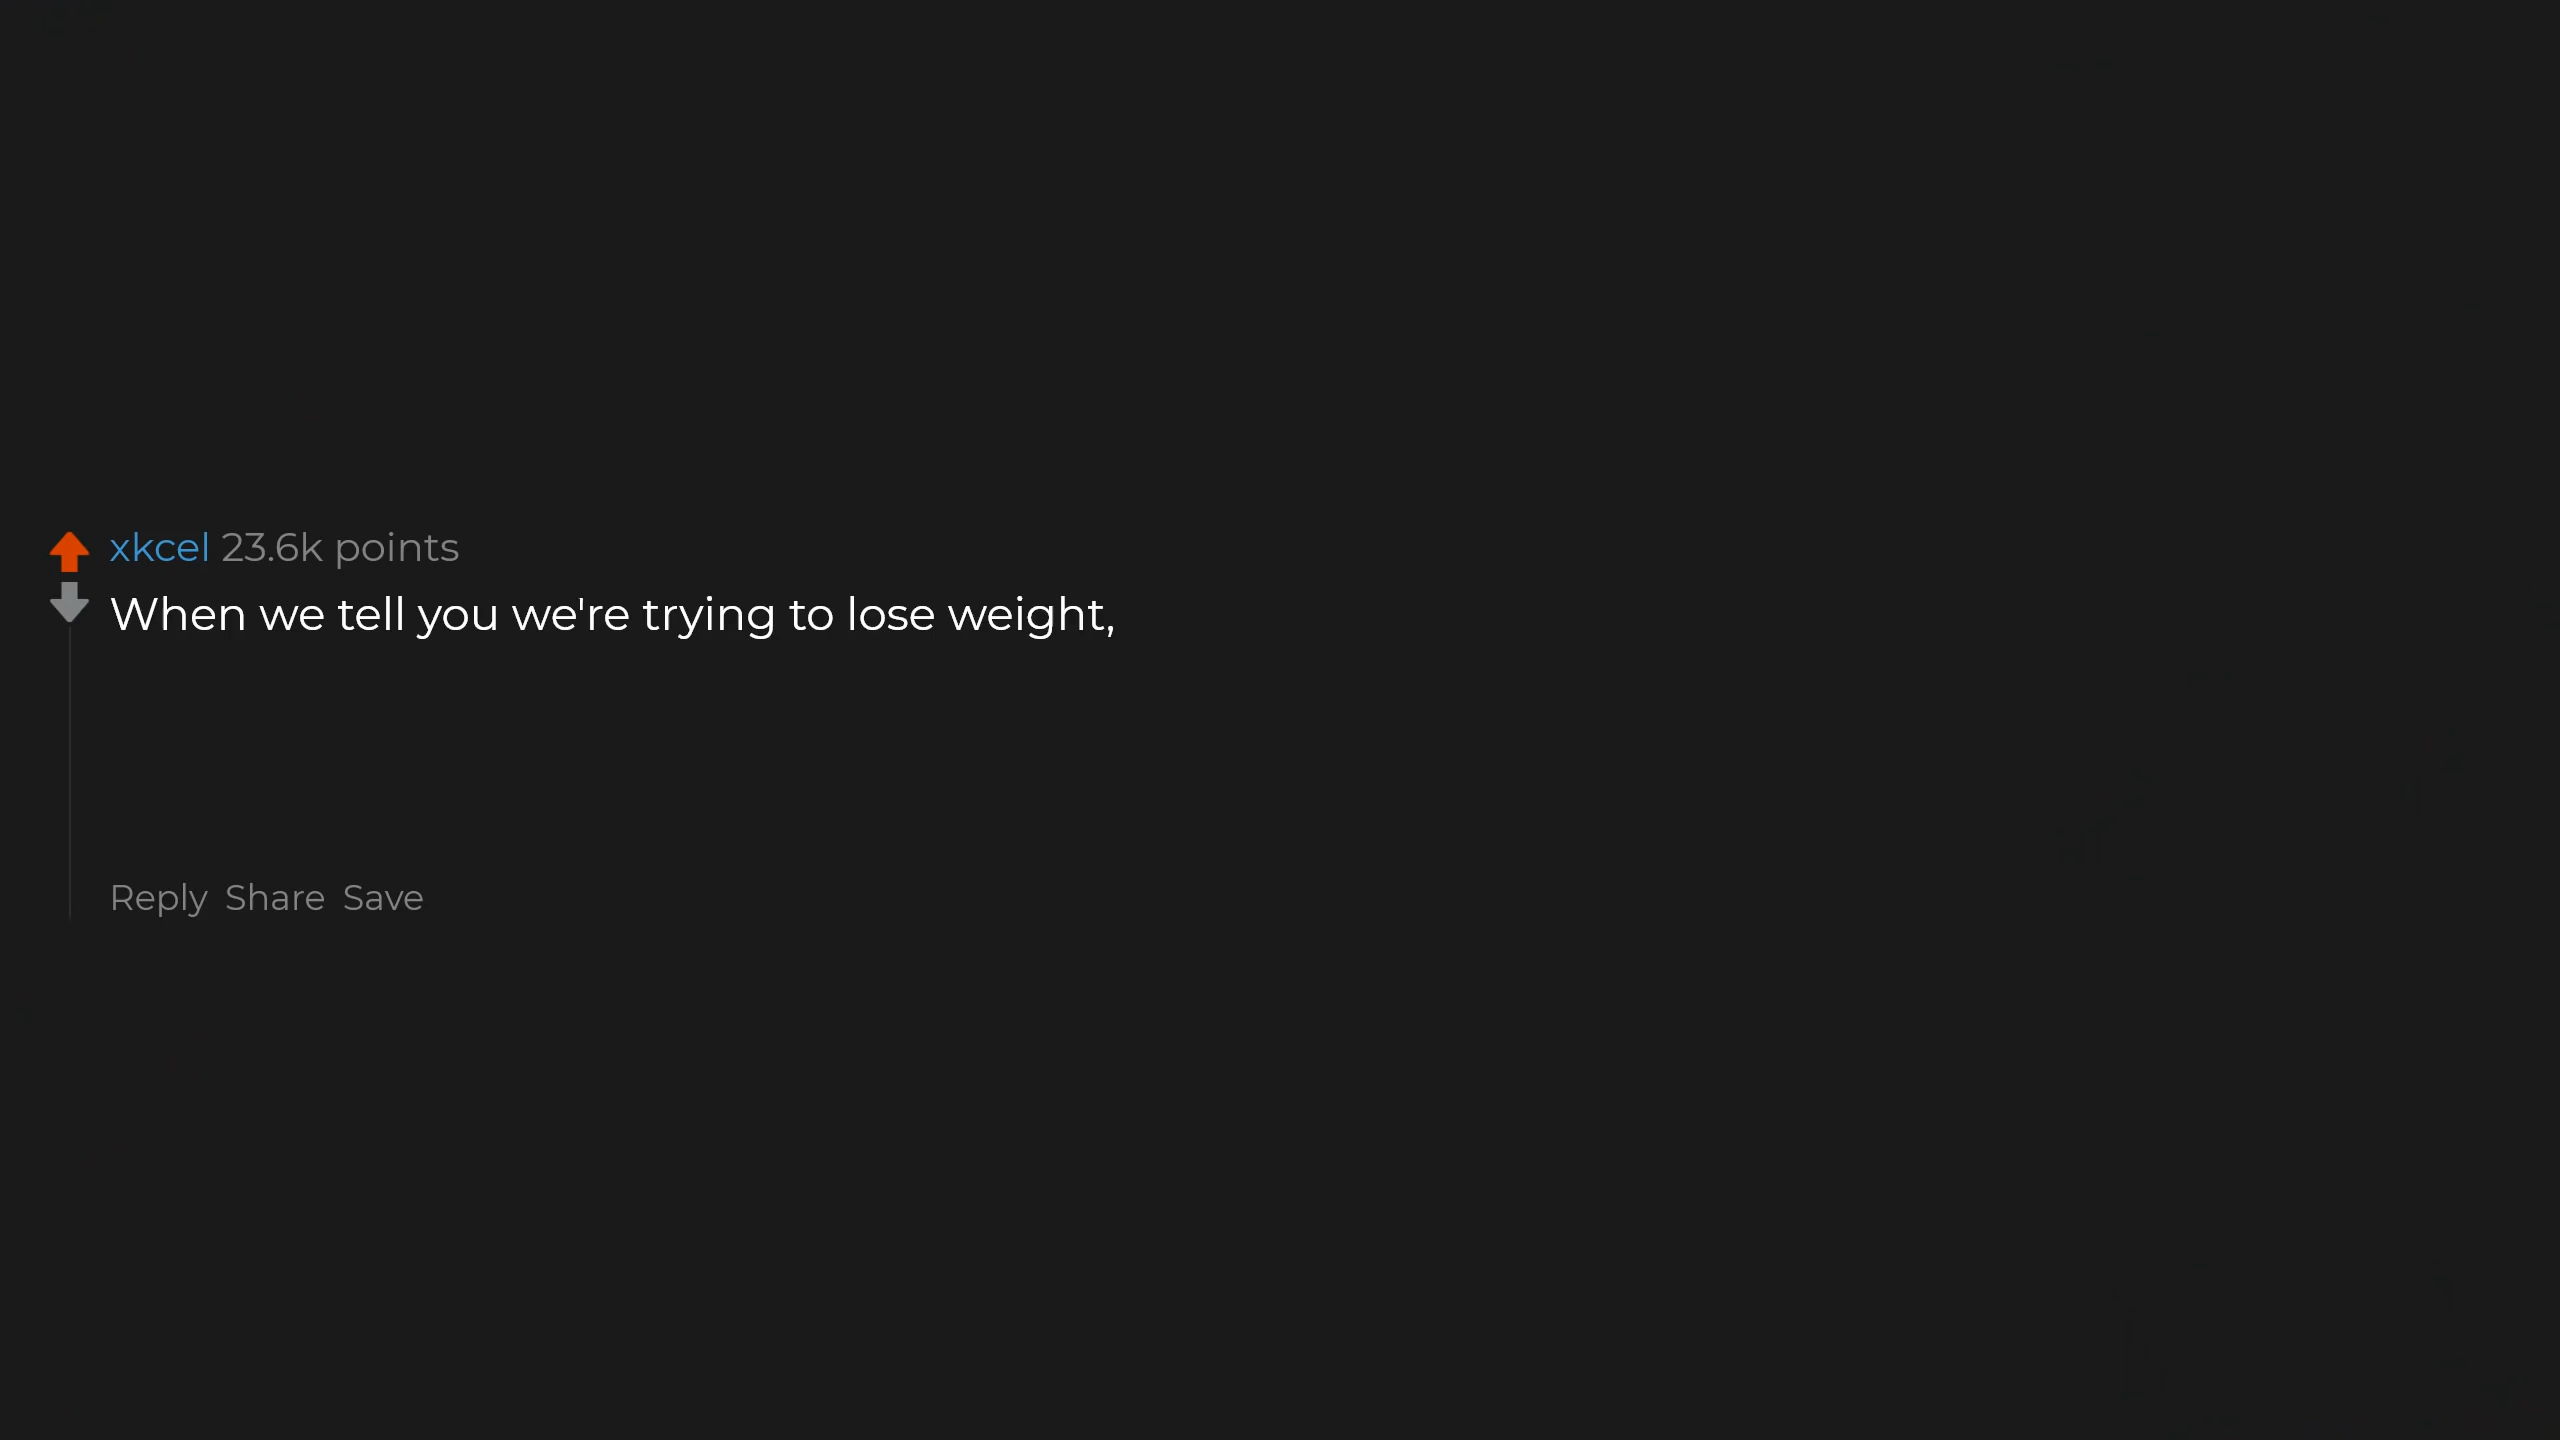 xkcel 23.6k points
When we tell you we're trying to lose weight,
Reply Share Save